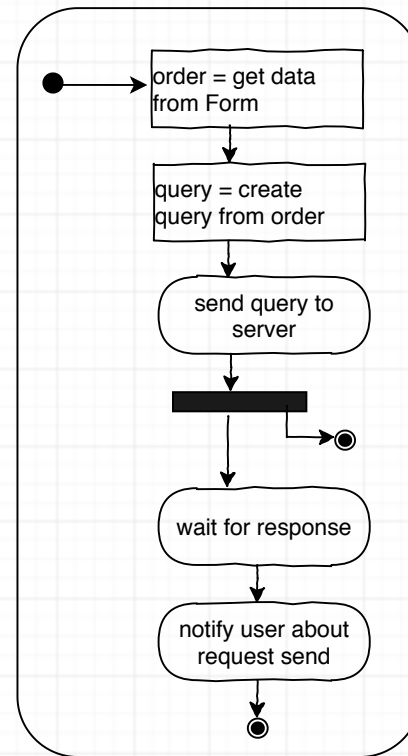 order = get data
from Form
query = create
query from order
send query to
server
wait for response
notify user about
request send